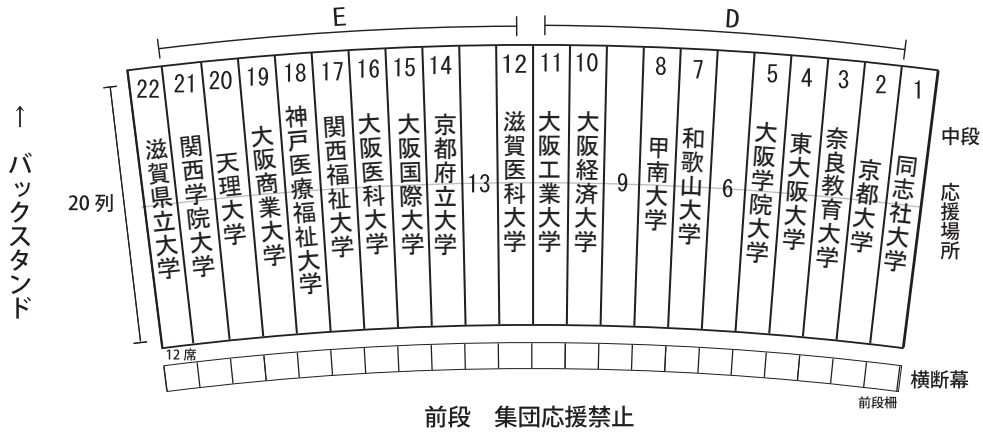 E
D
22
21
20
19
18
17
16
15
14
12
11
10
8
7
5
4
3
2
1
滋賀県立大学
関西学院大学
天理大学
大阪商業大学
神戸医療福祉大学
関西福祉大学
大阪医科大学
大阪国際大学
京都府立大学
13
滋賀医科大学
大阪工業大学
大阪経済大学
9
甲南大学
和歌山大学
6
大阪学院大学
東大阪大学
奈良教育大学
京都大学
同志社大学
中段
応援場所
← バックスタンド
20列
12席
横断幕
前段柵
前段 集団応援禁止